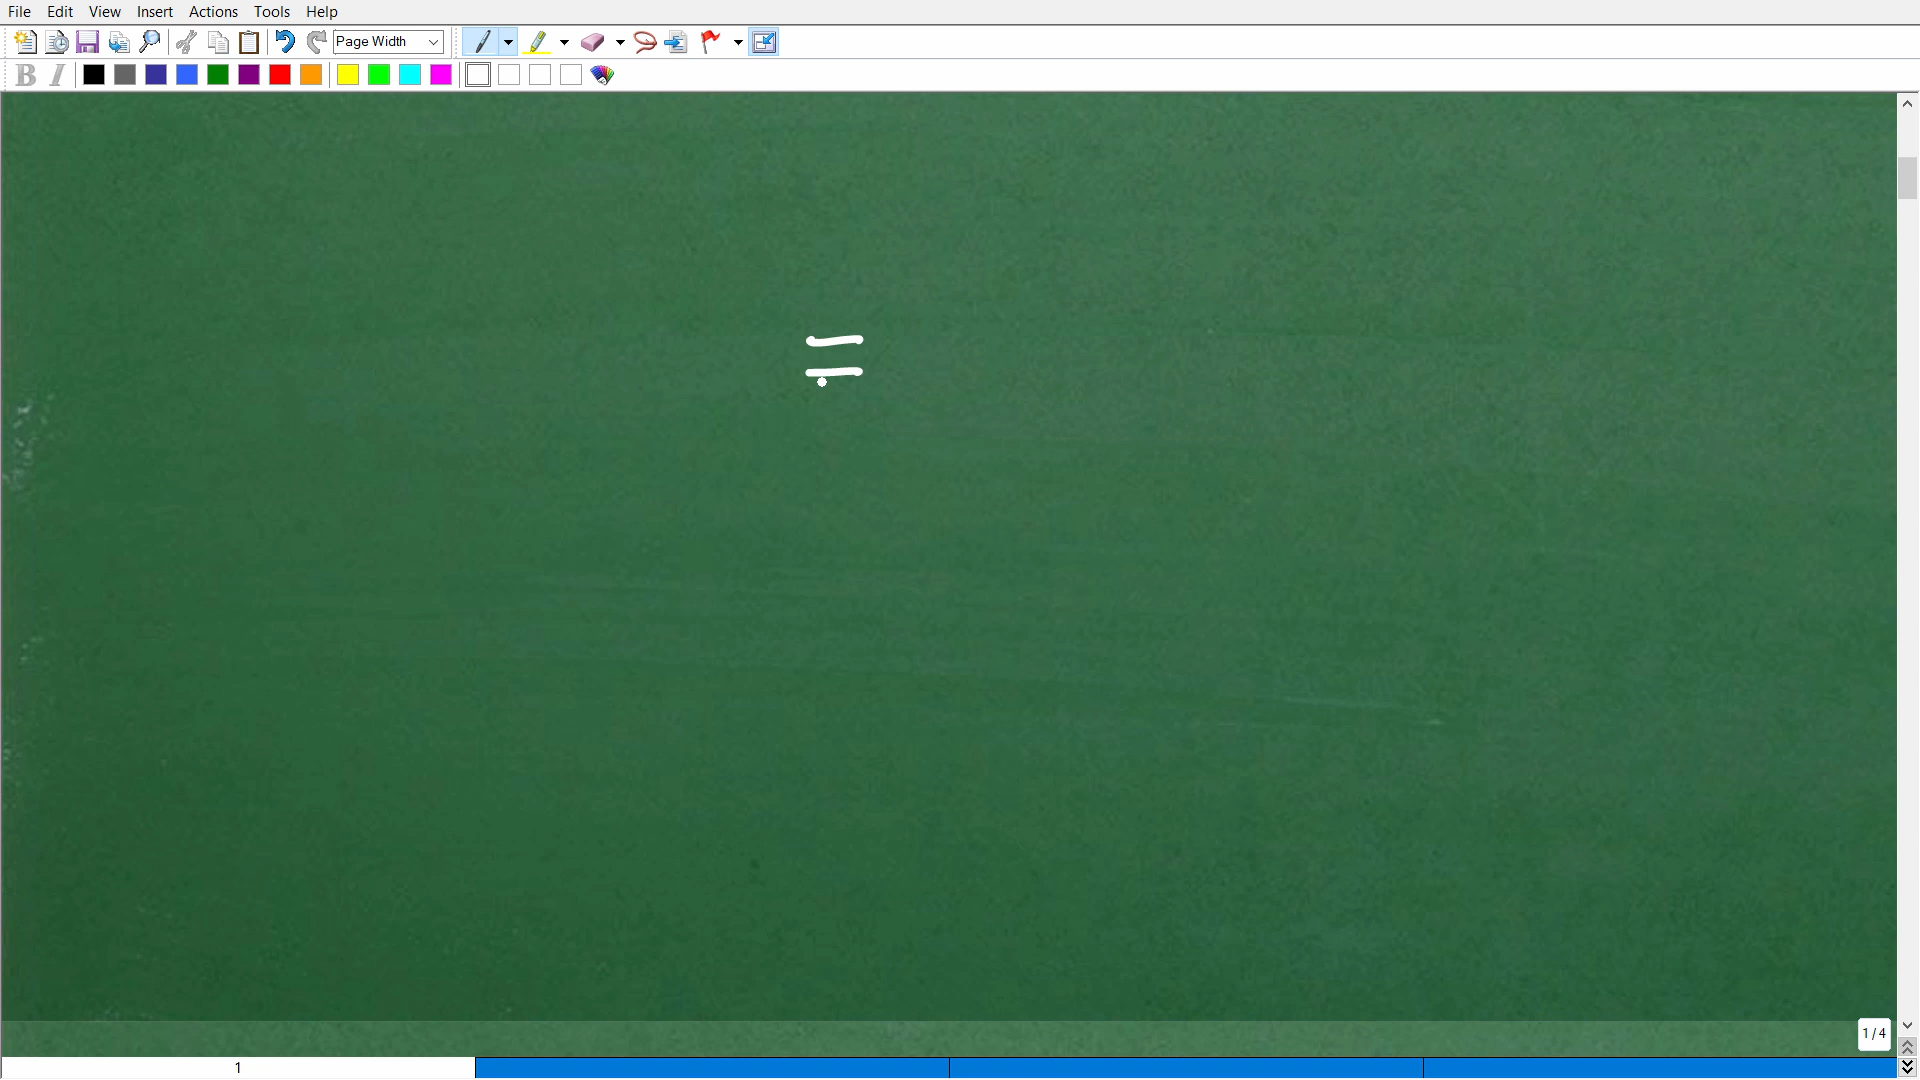 File Edit View Insert Actions Tools Help
Page Width
B I
=
1 / 4
1